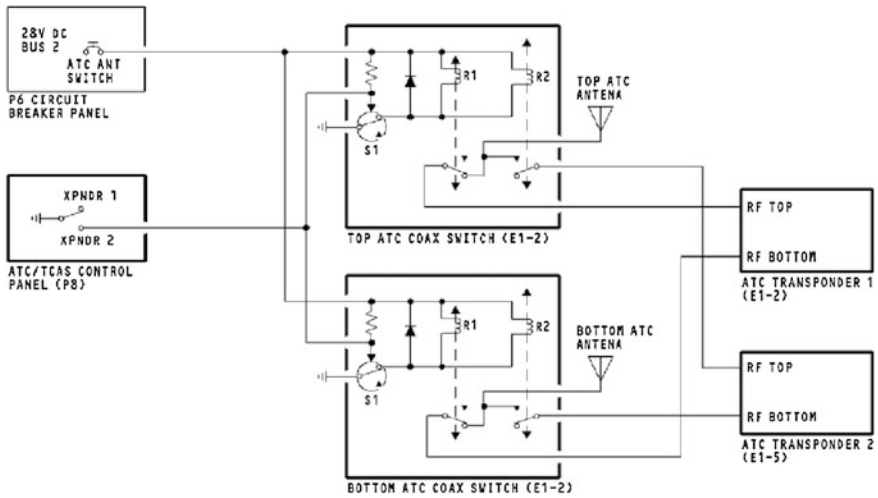 28V DC
BUS 2
ATC ANT
SWITCH
P6 CIRCUIT
BREAKER PANEL
R1
R2
S1
TOP ATC
ANTENA
TOP ATC COAX SWITCH (E1-2)
XPNDR 1
XPNDR 2
ATC/TCAS CONTROL
PANEL (P8)
RF TOP
RF BOTTOM
ATC TRANSPONDER 1
(E1-2)
R1
R2
S1
BOTTOM ATC
ANTENA
BOTTOM ATC COAX SWITCH (E1-2)
RF TOP
RF BOTTOM
ATC TRANSPONDER 2
(E1-5)